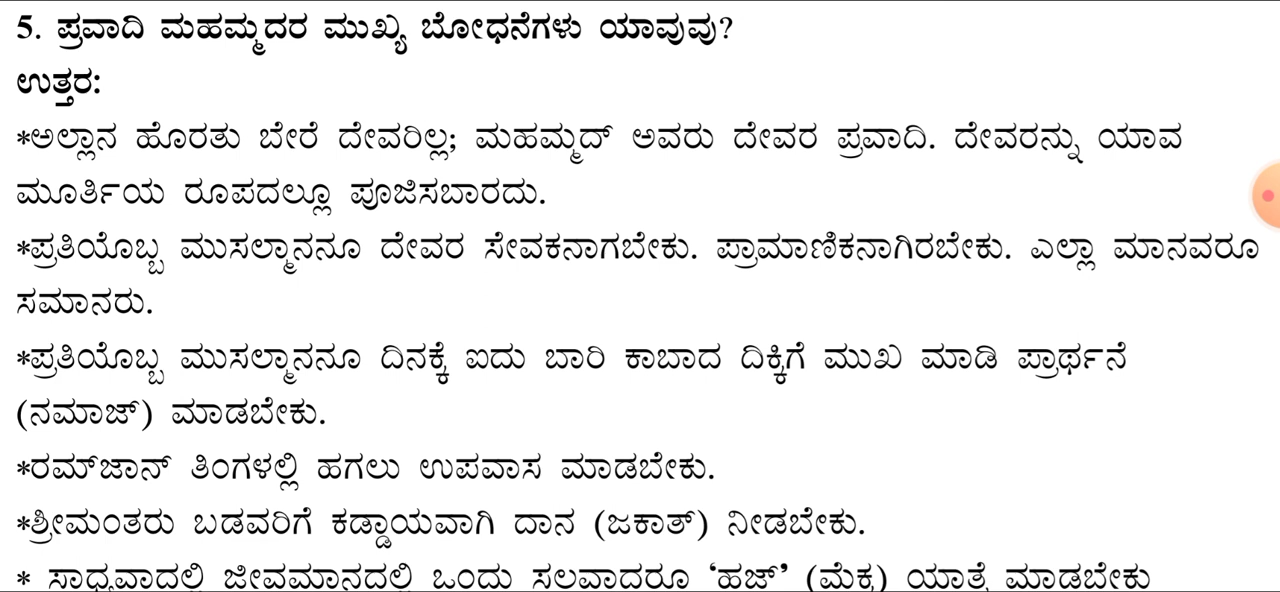 5. ಪ್ರವಾದಿ ಮಹಮ್ಮದರ ಮುಖ್ಯ ಬೋಧನೆಗಳು ಯಾವುವು?
ಉತ್ತರ:
*ಅಲ್ಲಾನ ಹೊರತು ಬೇರೆ ದೇವರಿಲ್ಲ; ಮಹಮ್ಮದ್ ಅವರು ದೇವರ ಪ್ರವಾದಿ. ದೇವರನ್ನು ಯಾವ
ಮೂರ್ತಿಯ ರೂಪದಲ್ಲೂ ಪೂಜಿಸಬಾರದು.
*ಪ್ರತಿಯೊಬ್ಬ ಮುಸಲ್ಮಾನನೂ ದೇವರ ಸೇವಕನಾಗಬೇಕು. ಪ್ರಾಮಾಣಿಕನಾಗಿರಬೇಕು. ಎಲ್ಲಾ ಮಾನವರೂ
ಸಮಾನರು.
*ಪ್ರತಿಯೊಬ್ಬ ಮುಸಲ್ಮಾನನೂ ದಿನಕ್ಕೆ ಐದು ಬಾರಿ ಕಾಬಾದ ದಿಕ್ಕಿಗೆ ಮುಖ ಮಾಡಿ ಪ್ರಾರ್ಥನೆ
(ನಮಾಜ್) ಮಾಡಬೇಕು.
*ರಮ್‌ಜಾನ್ ತಿಂಗಳಲ್ಲಿ ಹಗಲು ಉಪವಾಸ ಮಾಡಬೇಕು.
*ಶ್ರೀಮಂತರು ಬಡವರಿಗೆ ಕಡ್ಡಾಯವಾಗಿ ದಾನ (ಜಕಾತ್) ನೀಡಬೇಕು.
* ಸಾಧ್ಯವಾದಲ್ಲಿ ಜೀವಮಾನದಲ್ಲಿ ಒಂದು ಸಲವಾದರೂ ‘ಹಜ್’ (ಮೆಕ್ಕ) ಯಾತ್ರೆ ಮಾಡಬೇಕು